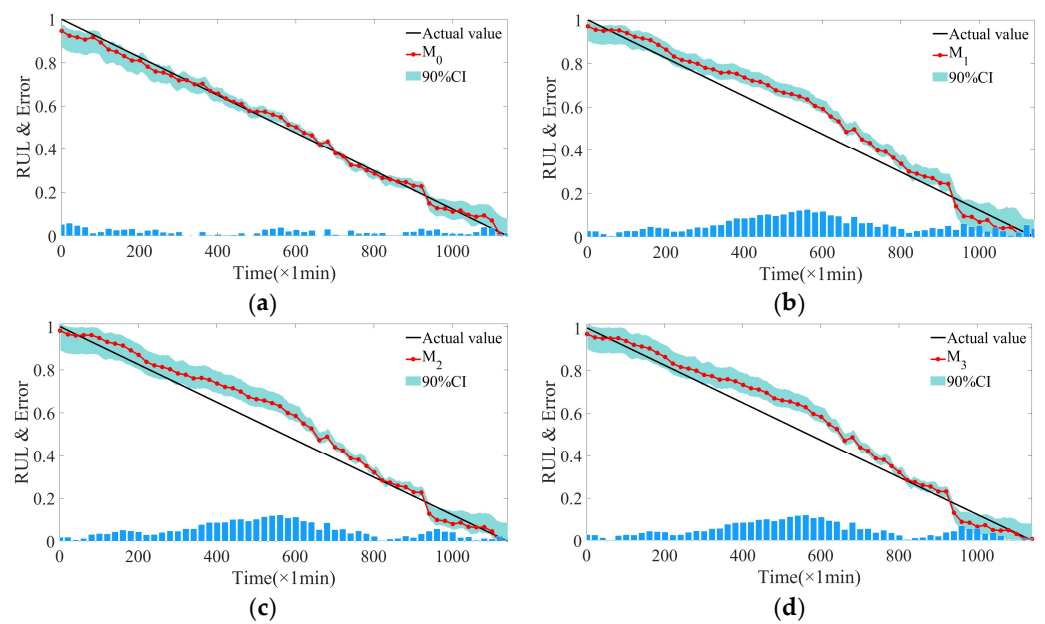 1
0.8
0.6
0.4
0.2
0
RUL & Error
0 200 400 600 800 1000
Time(×1min)
Actual value
M0
90%CI
(a)
1
0.8
0.6
0.4
0.2
0
RUL & Error
0 200 400 600 800 1000
Time(×1min)
Actual value
M1
90%CI
(b)
1
0.8
0.6
0.4
0.2
0
RUL & Error
0 200 400 600 800 1000
Time(×1min)
Actual value
M2
90%CI
(c)
1
0.8
0.6
0.4
0.2
0
RUL & Error
0 200 400 600 800 1000
Time(×1min)
Actual value
M3
90%CI
(d)